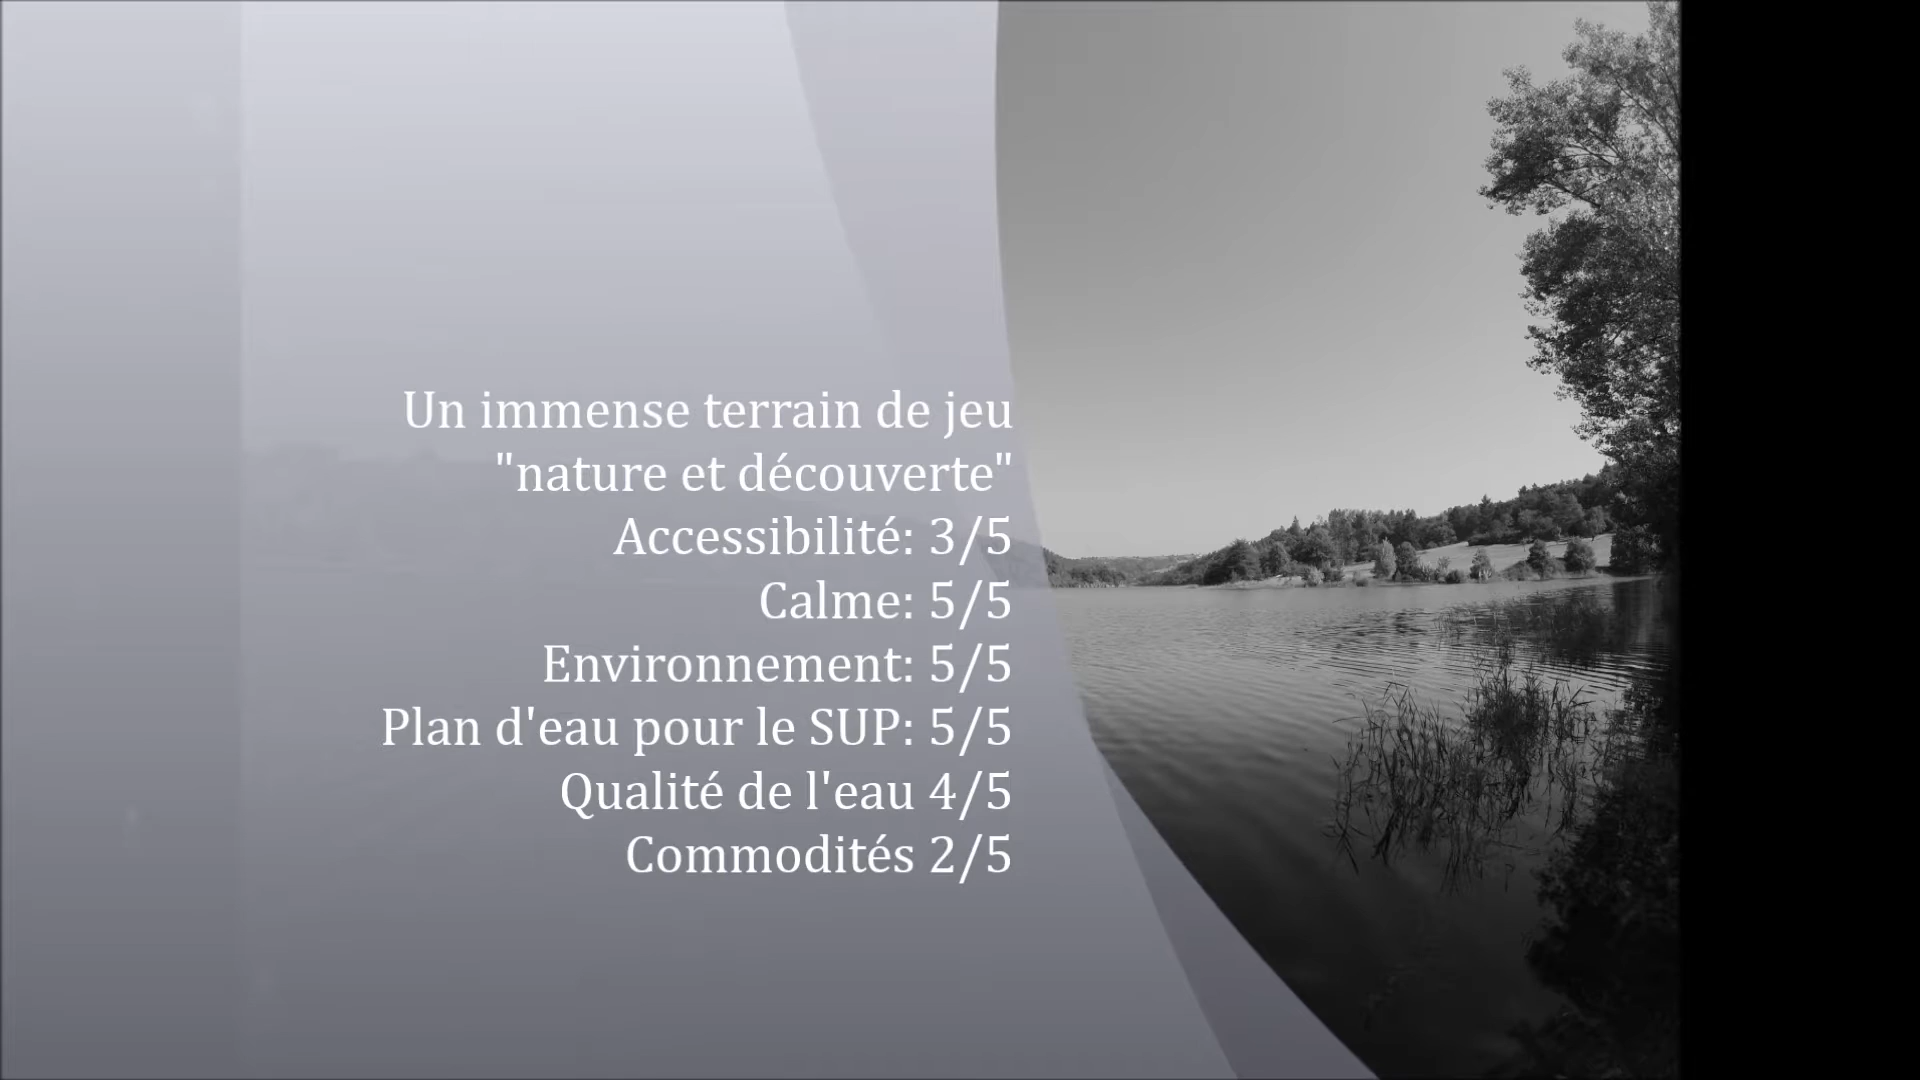 Un immense terrain de jeu
"nature et découverte"
Accessibilité: 3/5
Calme: 5/5
Environnement: 5/5
Plan d'eau pour le SUP: 5/5
Qualité de l'eau 4/5
Commodités 2/5